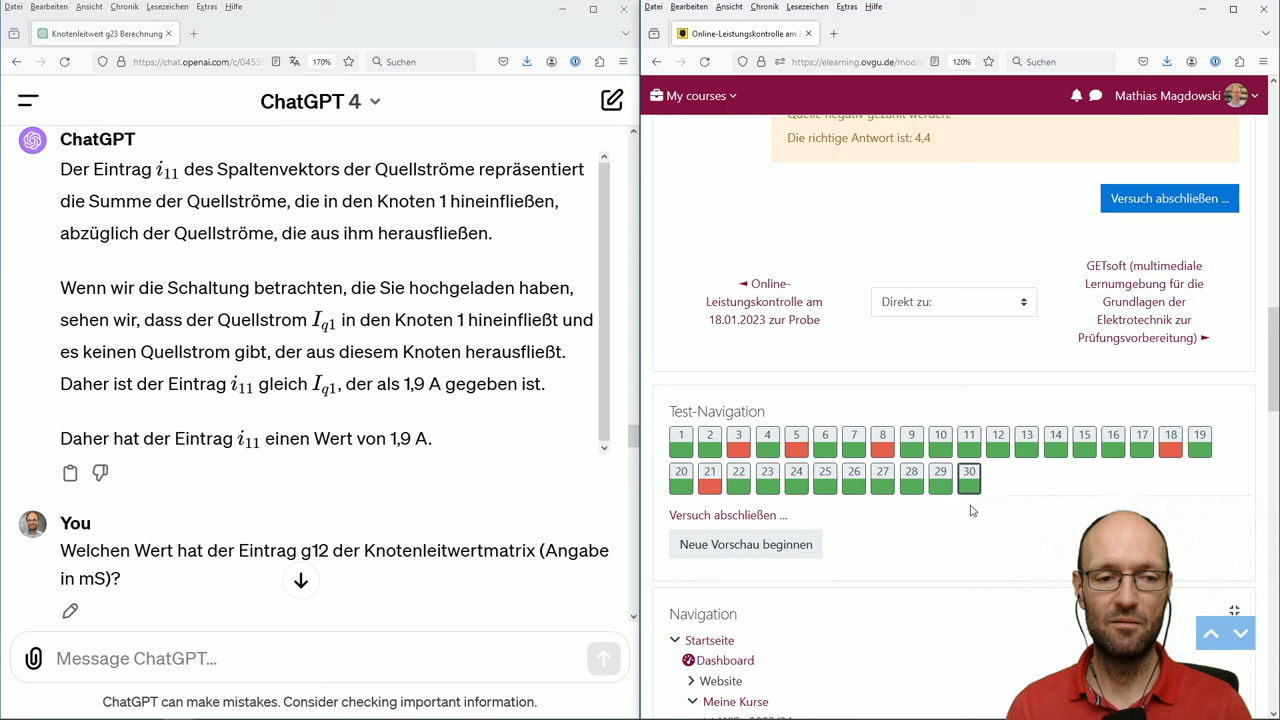 Datei Bearbeiten Ansicht Chronik Lesezeichen Extras Hilfe
Knotenleitwert g23 Berechnung
https://chat.openai.com/c/0455
170%
Suchen
ChatGPT 4
ChatGPT
Der Eintrag i11 des Spaltenvektors der Quellströme repräsentiert
die Summe der Quellströme, die in den Knoten 1 hineinfließen,
abzüglich der Quellströme, die aus ihm herausfließen.
Wenn wir die Schaltung betrachten, die Sie hochgeladen haben,
sehen wir, dass der Quellstrom Iq1 in den Knoten 1 hineinfließt und
es keinen Quellstrom gibt, der aus diesem Knoten herausfließt.
Daher ist der Eintrag i11 gleich Iq1, der als 1,9 A gegeben ist.
Daher hat der Eintrag i11 einen Wert von 1,9 A.
You
Welchen Wert hat der Eintrag g12 der Knotenleitwertmatrix (Angabe
in mS)?
Message ChatGPT...
ChatGPT can make mistakes. Consider checking important information.
Datei Bearbeiten Ansicht Chronik Lesezeichen Extras Hilfe
Online-Leistungskontrolle am 2
https://elearning.ovgu.de/mod/
120%
Suchen
My courses
Mathias Magdowski
Quelle negativ gezählt werden.
Die richtige Antwort ist: 4,4
Versuch abschließen ...
◄ Online-
Leistungskontrolle am
18.01.2023 zur Probe
Direkt zu:
GETsoft (multimediale
Lernumgebung für die
Grundlagen der
Elektrotechnik zur
Prüfungsvorbereitung) ►
Test-Navigation
1 2 3 4 5 6 7 8 9 10 11 12 13 14 15 16 17 18 19
20 21 22 23 24 25 26 27 28 29 30
Versuch abschließen ...
Neue Vorschau beginnen
Navigation
Startseite
Dashboard
Website
Meine Kurse